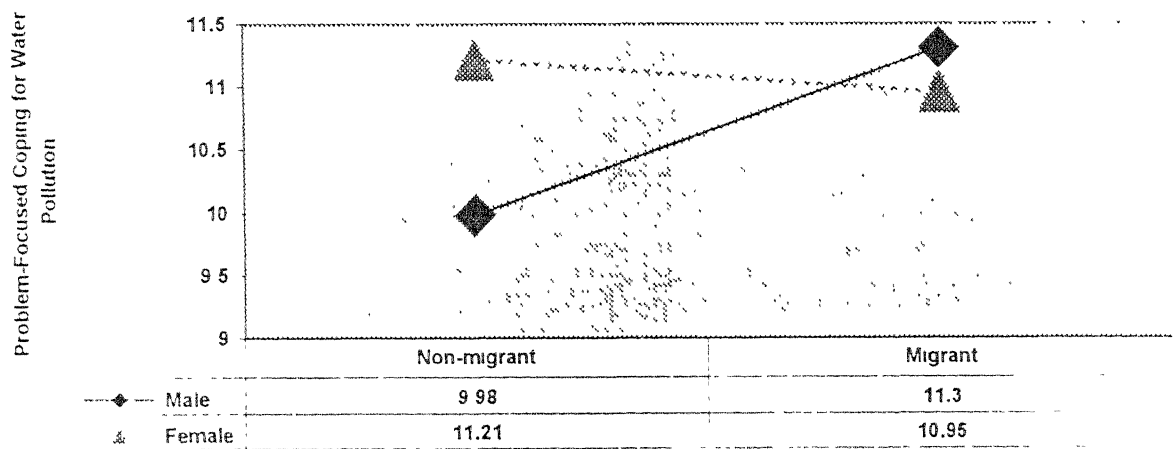 Problem-Focused Coping for Water
Pollution
11.5
11
10.5
10
9 5
9
Non-migrant Migrant
Male 9 98 11.3
Female 11.21 10.95